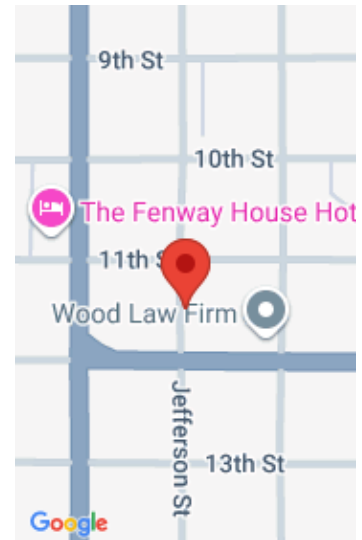 9th St
10th St
The Fenway House Hot
11th S
Wood Law Firm
Jefferson St
13th St
Google